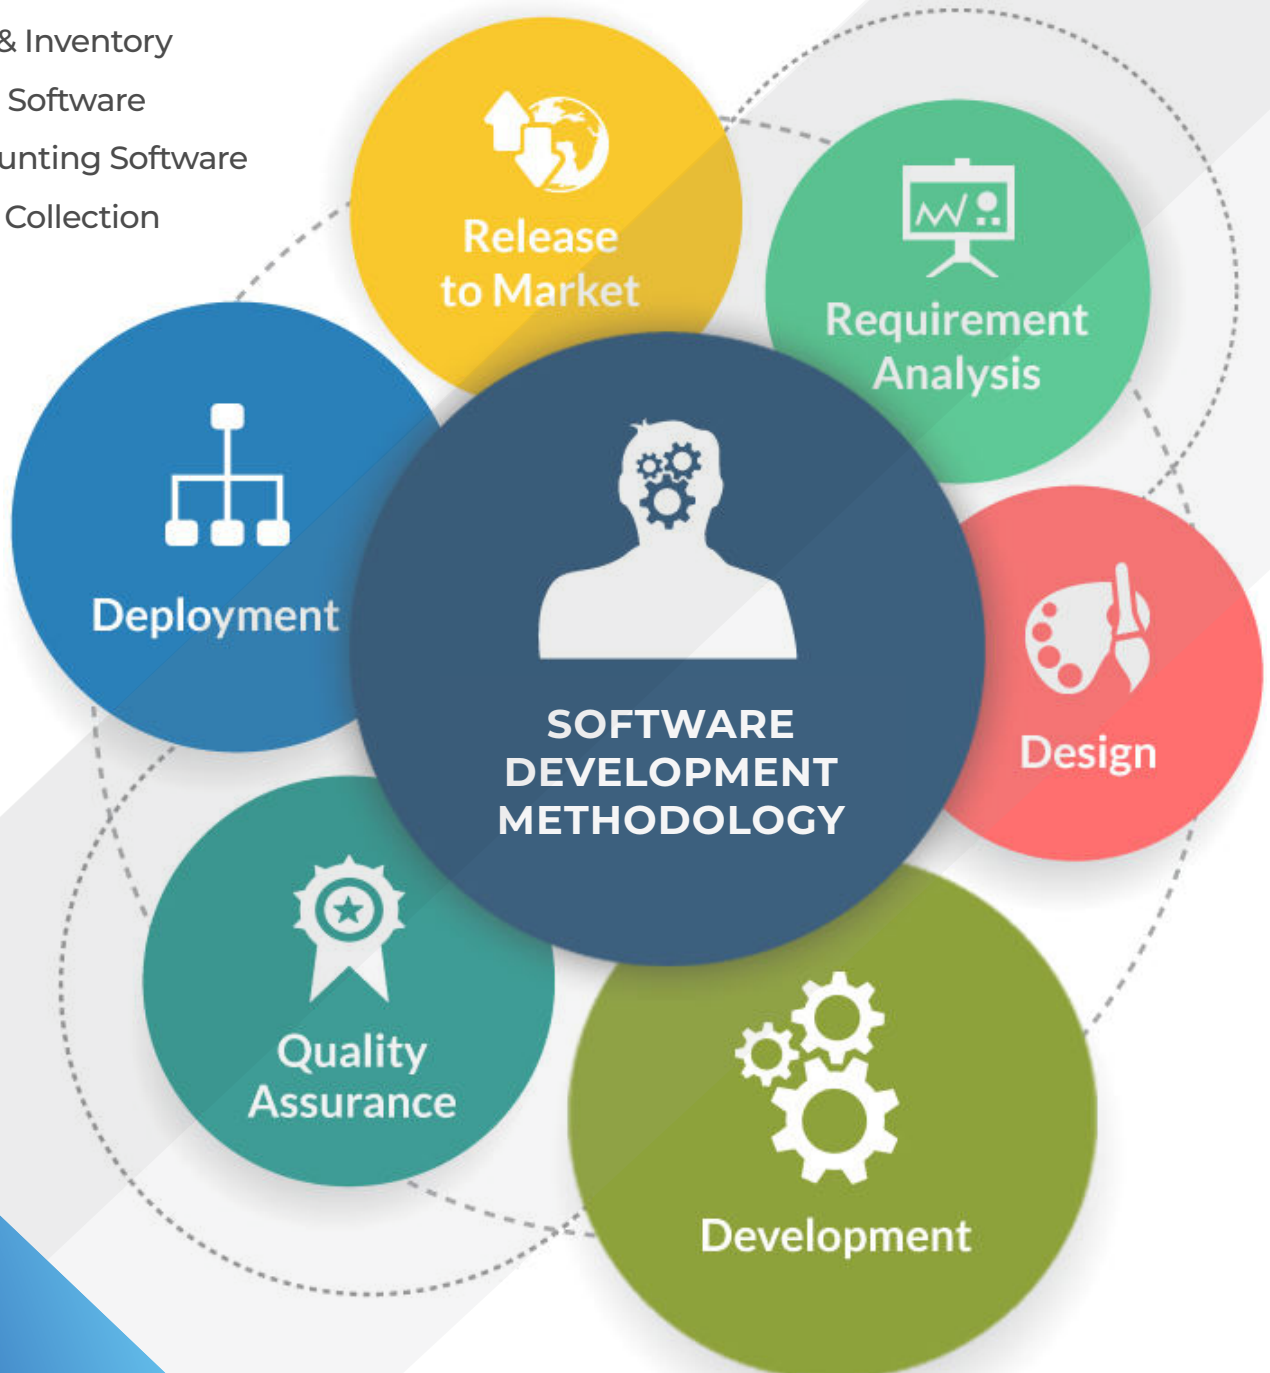 & Inventory
Software
unting Software
Collection
Release
to Market
Requirement
Analysis
Deployment
SOFTWARE
DEVELOPMENT
METHODOLOGY
Design
Quality
Assurance
Development